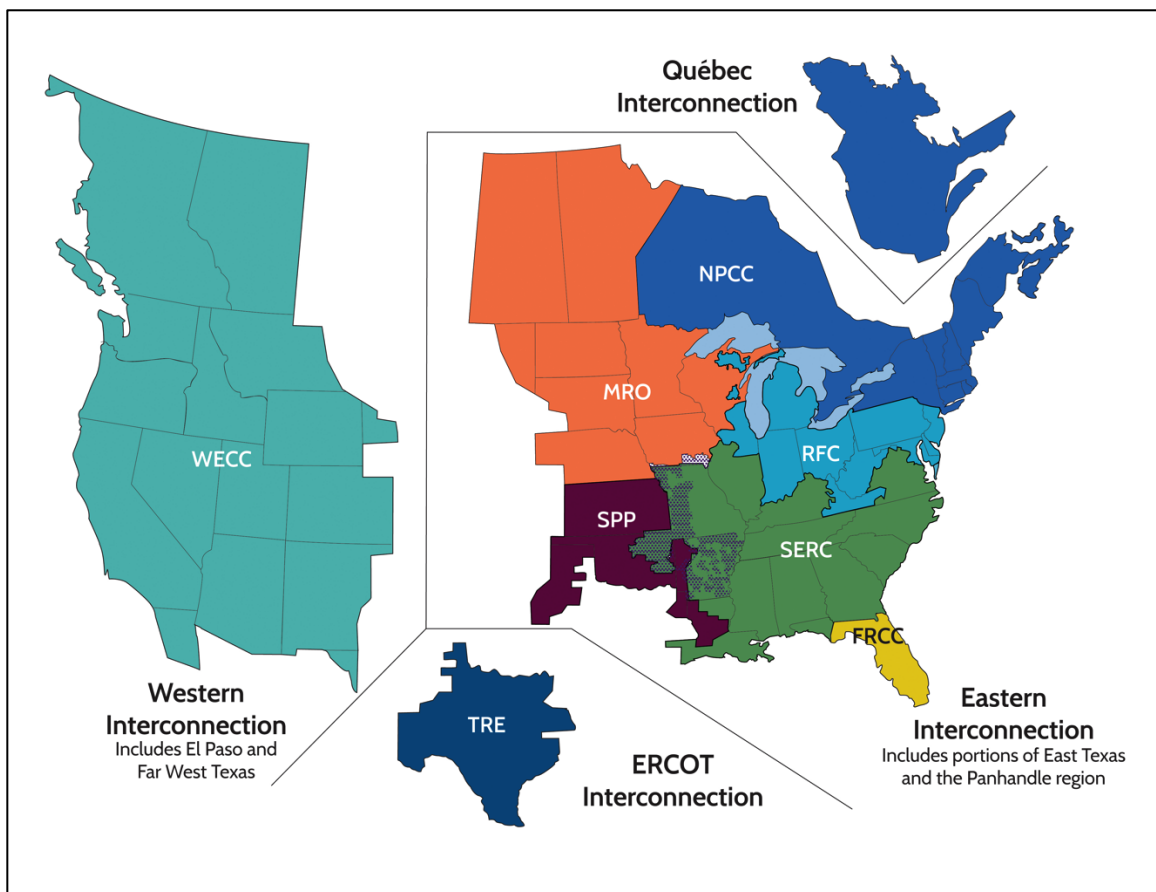 Québec
Interconnection
NPCC
MRO
WECC
RFC
SPP
SERC
FRCC
Western
Interconnection
Includes El Paso and
Far West Texas
TRE
ERCOT
Interconnection
Eastern
Interconnection
Includes portions of East Texas
and the Panhandle region